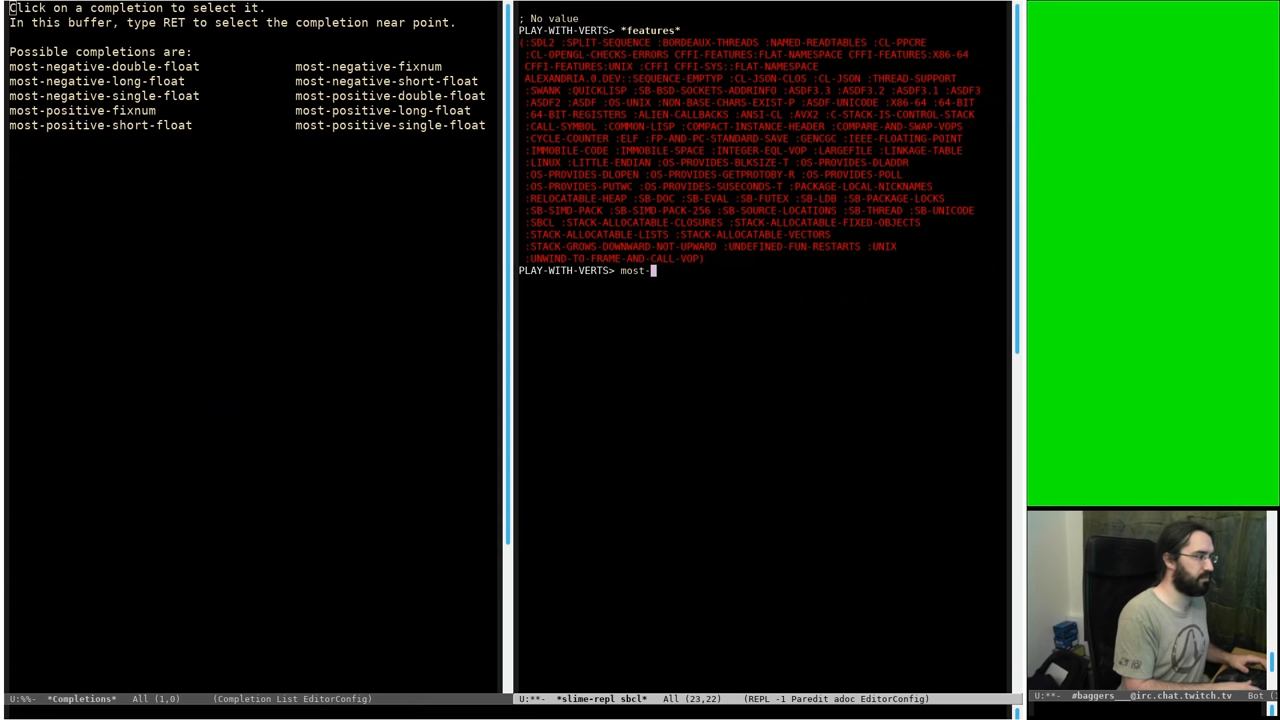 Click on a completion to select it.
In this buffer, type RET to select the completion near point.
Possible completions are:
most-negative-double-float most-negative-fixnum
most-negative-long-float most-negative-short-float
most-negative-single-float most-positive-double-float
most-positive-fixnum most-positive-long-float
most-positive-short-float most-positive-single-float
U:%%- *Completions* All (1,0) (Completion List EditorConfig)
; No value
PLAY-WITH-VERTS> *features*
(:SDL2 :SPLIT-SEQUENCE :BORDEAUX-THREADS :NAMED-READTABLES :CL-PPCRE
:CL-OPENGL-CHECKS-ERRORS CFFI-FEATURES:FLAT-NAMESPACE CFFI-FEATURES:X86-64
CFFI-FEATURES:UNIX :CFFI CFFI-SYS::FLAT-NAMESPACE
ALEXANDRIA.0.DEV::SEQUENCE-EMPTYP :CL-JSON-CLOS :CL-JSON :THREAD-SUPPORT
:SWANK :QUICKLISP :SB-BSD-SOCKETS-ADDRINFO :ASDF3.3 :ASDF3.2 :ASDF3.1 :ASDF3
:ASDF2 :ASDF :OS-UNIX :NON-BASE-CHARS-EXIST-P :ASDF-UNICODE :X86-64 :64-BIT
:64-BIT-REGISTERS :ALIEN-CALLBACKS :ANSI-CL :AVX2 :C-STACK-IS-CONTROL-STACK
:CALL-SYMBOL :COMMON-LISP :COMPACT-INSTANCE-HEADER :COMPARE-AND-SWAP-VOPS
:CYCLE-COUNTER :ELF :FP-AND-PC-STANDARD-SAVE :GENCGC :IEEE-FLOATING-POINT
:IMMOBILE-CODE :IMMOBILE-SPACE :INTEGER-EQL-VOP :LARGEFILE :LINKAGE-TABLE
:LINUX :LITTLE-ENDIAN :OS-PROVIDES-BLKSIZE-T :OS-PROVIDES-DLADDR
:OS-PROVIDES-DLOPEN :OS-PROVIDES-GETPROTOBY-R :OS-PROVIDES-POLL
:OS-PROVIDES-PUTWC :OS-PROVIDES-SUSECONDS-T :PACKAGE-LOCAL-NICKNAMES
:RELOCATABLE-HEAP :SB-DOC :SB-EVAL :SB-FUTEX :SB-LDB :SB-PACKAGE-LOCKS
:SB-SIMD-PACK :SB-SIMD-PACK-256 :SB-SOURCE-LOCATIONS :SB-THREAD :SB-UNICODE
:SBCL :STACK-ALLOCATABLE-CLOSURES :STACK-ALLOCATABLE-FIXED-OBJECTS
:STACK-ALLOCATABLE-LISTS :STACK-ALLOCATABLE-VECTORS
:STACK-GROWS-DOWNWARD-NOT-UPWARD :UNDEFINED-FUN-RESTARTS :UNIX
:UNWIND-TO-FRAME-AND-CALL-VOP)
PLAY-WITH-VERTS> most-
U:**- *slime-repl sbcl* All (23,22) (REPL -1 Paredit adoc EditorConfig)
U:**- #baggers___@irc.chat.twitch.tv Bot (